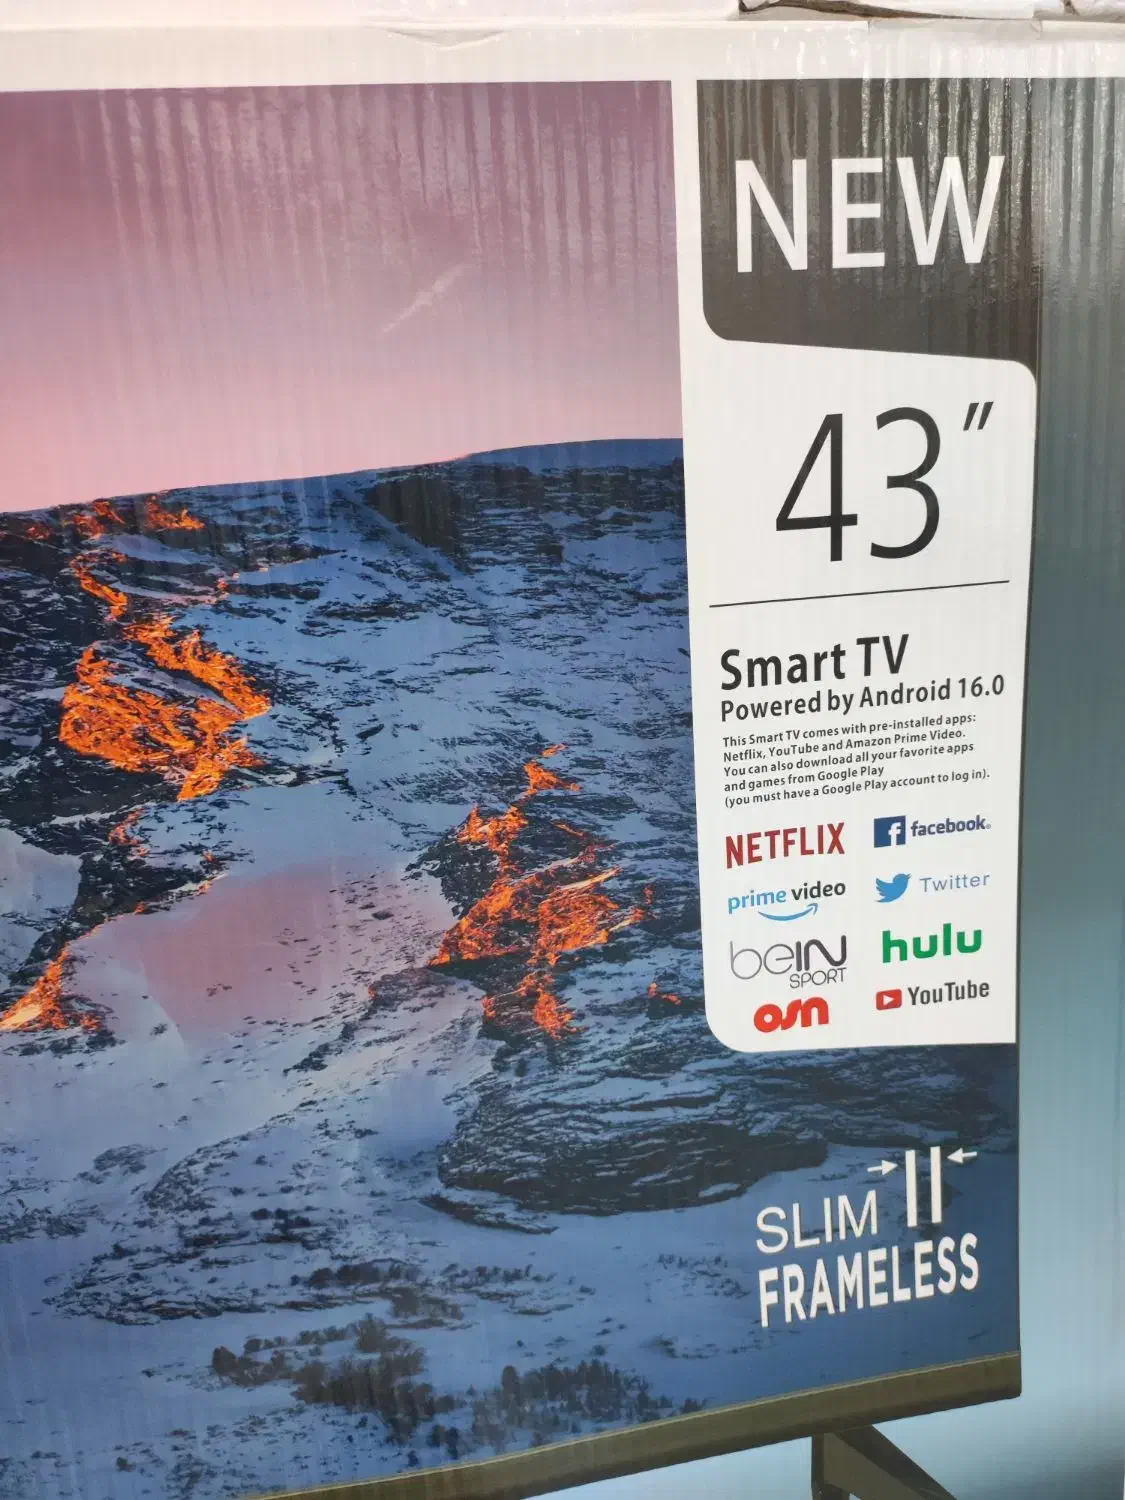 NEW
43"
Smart TV
Powered by Android 16.0
This Smart TV comes with pre-installed apps:
Netflix, YouTube and Amazon Prime Video.
You can also download all your favorite apps
and games from Google Play
(you must have a Google Play account to log in).
NETFLIX
facebook®
prime video
Twitter
beIN
SPORT
hulu
osn
YouTube
SLIM
FRAMELESS